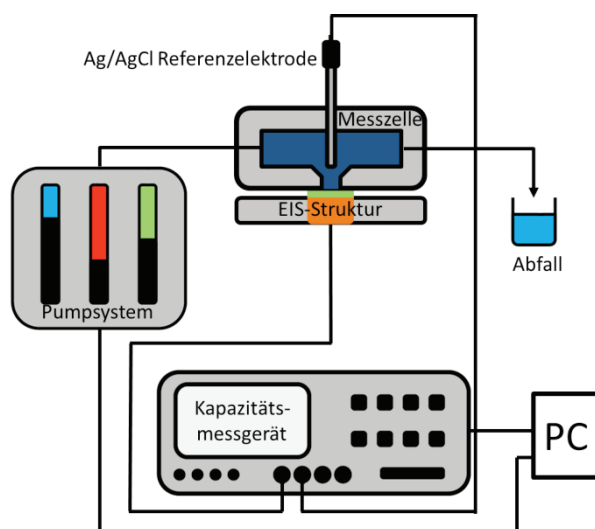 Ag/AgCl Referenzelektrode
Messzelle
EIS-Struktur
Pumpsystem
Abfall
Kapazitäts-
messgerät
PC